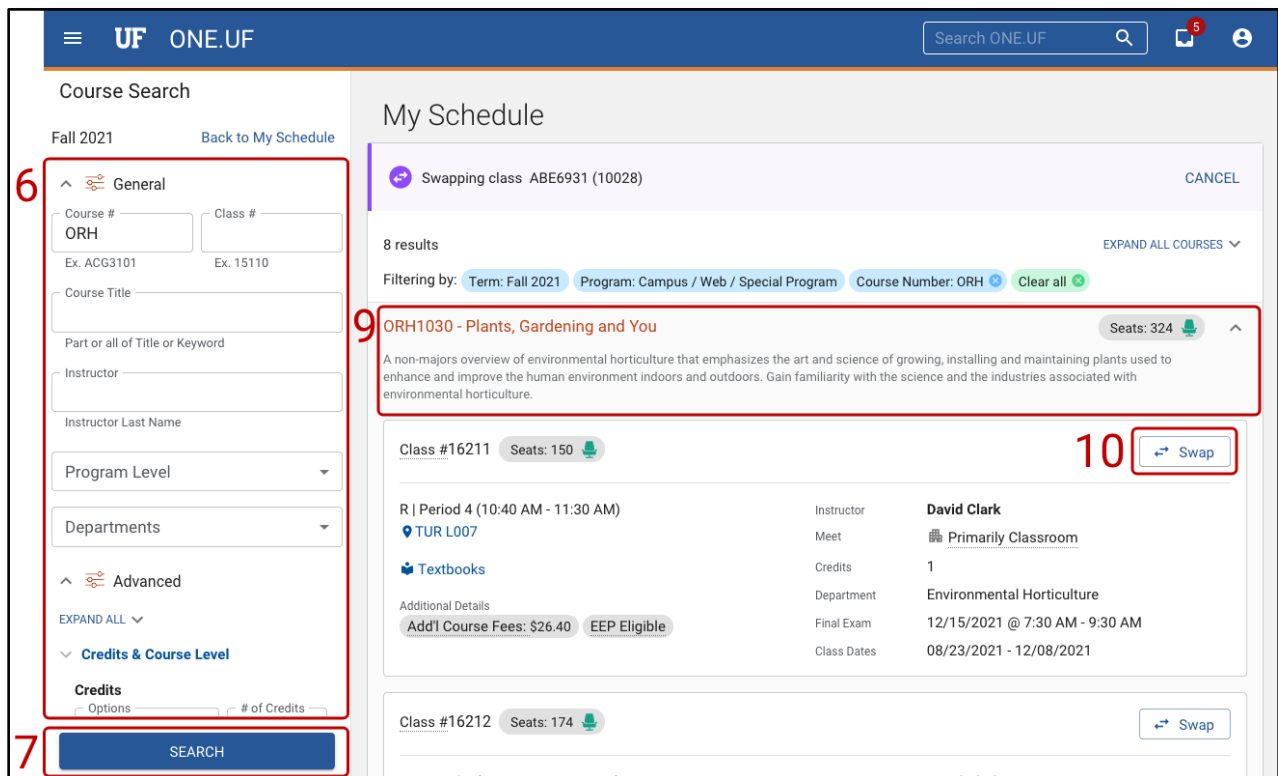 UF ONE.UF
Search ONE.UF
5
Course Search
Fall 2021 Back to My Schedule
6
General
Course # Class #
ORH
Ex. ACG3101 Ex. 15110
Course Title
Part or all of Title or Keyword
Instructor
Instructor Last Name
Program Level
Departments
Advanced
EXPAND ALL
Credits & Course Level
Credits
Options # of Credits
7
SEARCH
My Schedule
Swapping class ABE6931 (10028) CANCEL
8 results EXPAND ALL COURSES
Filtering by: Term: Fall 2021 Program: Campus / Web / Special Program Course Number: ORH Clear all
9
ORH1030 - Plants, Gardening and You Seats: 324
A non-majors overview of environmental horticulture that emphasizes the art and science of growing, installing and maintaining plants used to
enhance and improve the human environment indoors and outdoors. Gain familiarity with the science and the industries associated with
environmental horticulture.
Class #16211 Seats: 150 10 Swap
R | Period 4 (10:40 AM - 11:30 AM)
TUR L007
Textbooks
Additional Details
Add'l Course Fees: $26.40 EEP Eligible
Instructor David Clark
Meet Primarily Classroom
Credits 1
Department Environmental Horticulture
Final Exam 12/15/2021 @ 7:30 AM - 9:30 AM
Class Dates 08/23/2021 - 12/08/2021
Class #16212 Seats: 174 Swap